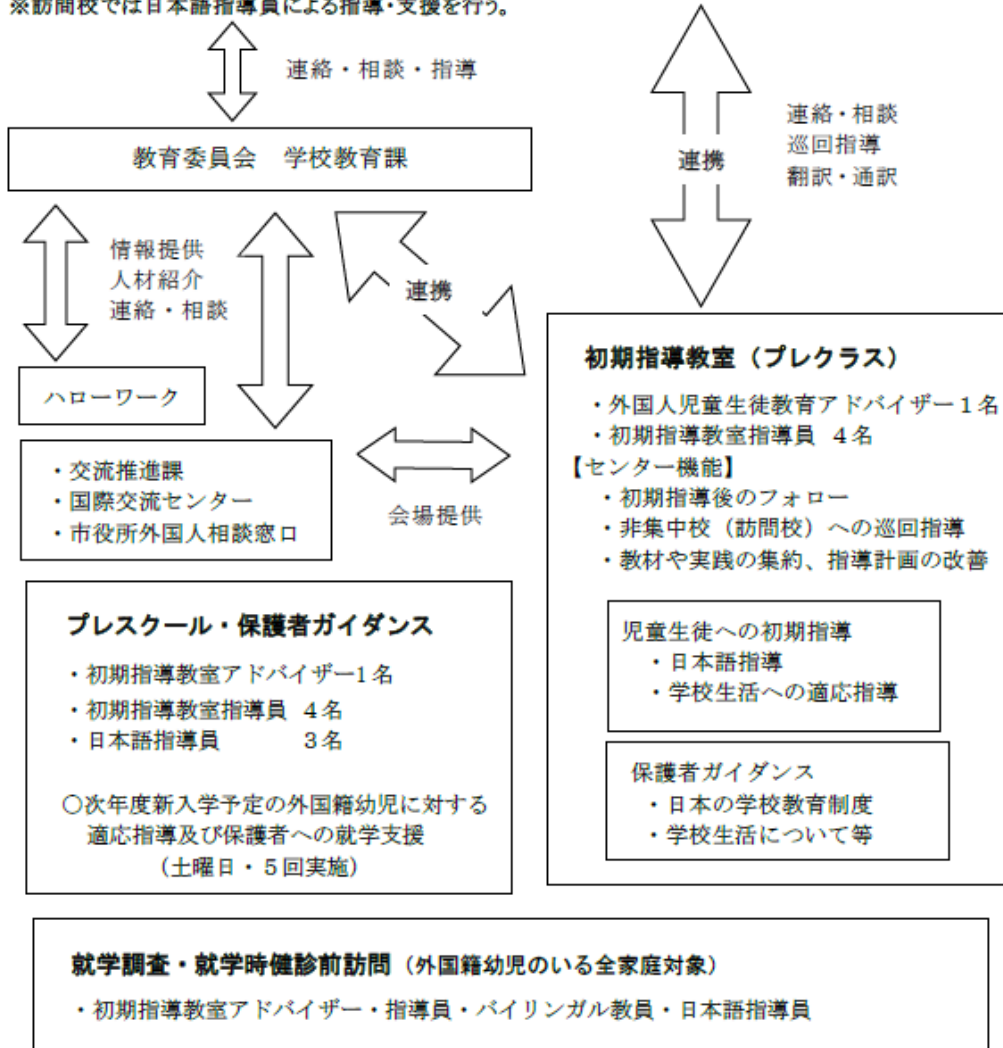 ※訪問校では日本語指導員による指導・支援を行う。
連絡・相談・指導
教育委員会　学校教育課
連絡・相談
巡回指導
翻訳・通訳
連携
情報提供
人材紹介
連絡・相談
連携
ハローワーク
・交流推進課
・国際交流センター
・市役所外国人相談窓口
会場提供
初期指導教室（プレクラス）
・外国人児童生徒教育アドバイザー１名
・初期指導教室指導員 ４名
【センター機能】
・初期指導後のフォロー
・非集中校（訪問校）への巡回指導
・教材や実践の集約、指導計画の改善
児童生徒への初期指導
・日本語指導
・学校生活への適応指導
保護者ガイダンス
・日本の学校教育制度
・学校生活について等
プレスクール・保護者ガイダンス
・初期指導教室アドバイザー1名
・初期指導教室指導員 ４名
・日本語指導員 ３名
○次年度新入学予定の外国籍幼児に対する
適応指導及び保護者への就学支援
（土曜日・５回実施）
就学調査・就学時健診前訪問（外国籍幼児のいる全家庭対象）
・初期指導教室アドバイザー・指導員・バイリンガル教員・日本語指導員